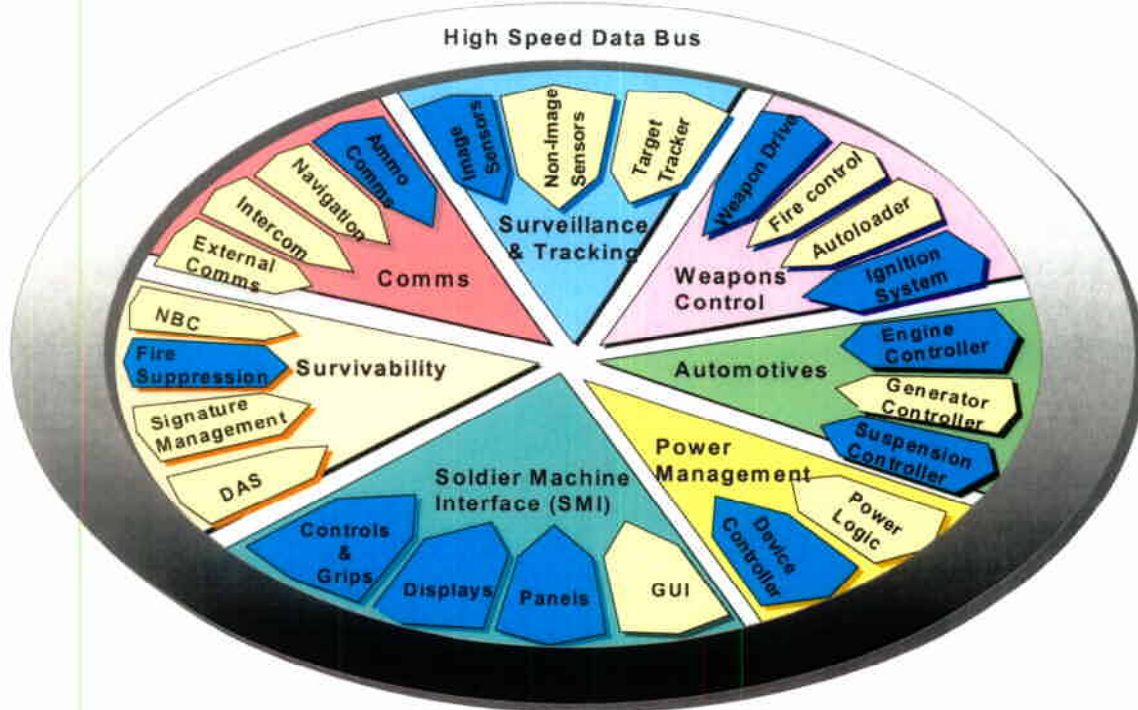 High Speed Data Bus
Image
Sensors
Non-Image
Sensors
Target
Tracker
Surveillance
& Tracking
Weapon Drive
Fire control
Autoloader
Ignition
System
Weapons
Control
Engine
Controller
Generator
Controller
Suspension
Controller
Automotives
Power
Management
Power
Logic
Device
Controller
Soldier Machine
Interface (SMI)
Controls
&
Grips
Displays
Panels
GUI
Survivability
NBC
Fire
Suppression
Signature
Management
DAS
Comms
External
Comms
Intercom
Navigation
Ammo
Comms